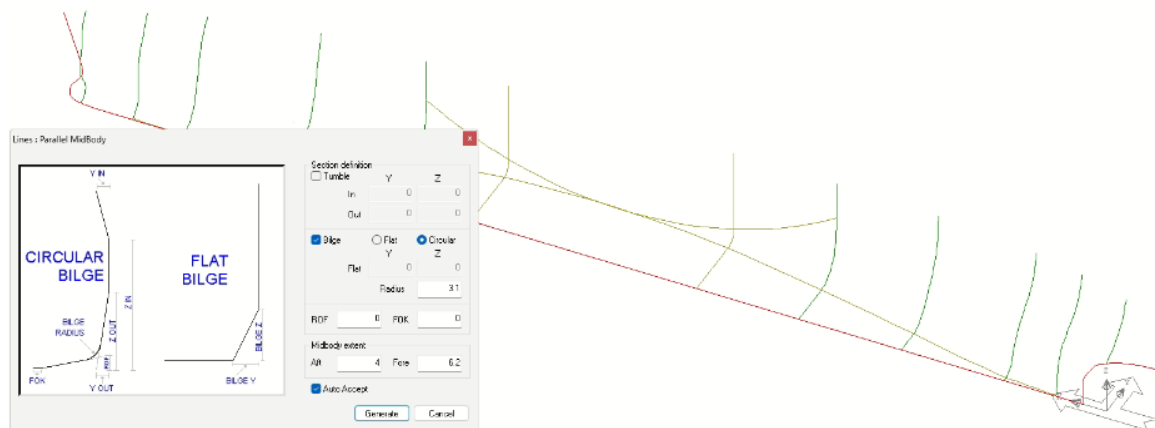 Lines : Parallel MidBody
x
Y IN
CIRCULAR
BILGE
FLAT
BILGE
BILGE
RADIUS
Z OUT
Z IN
ROF
FOK
Y OUT
BILGE Z
BILGE Y
Section definition
Tumble Y Z
In 0 0
Out 0 0
Bilge Flat Circular
Y Z
Flat 0 0
Radius 3.1
ROF 0 FOK 0
Midbody extent
Aft 4 Fore 6.2
Auto Accept
Generate Cancel
Z